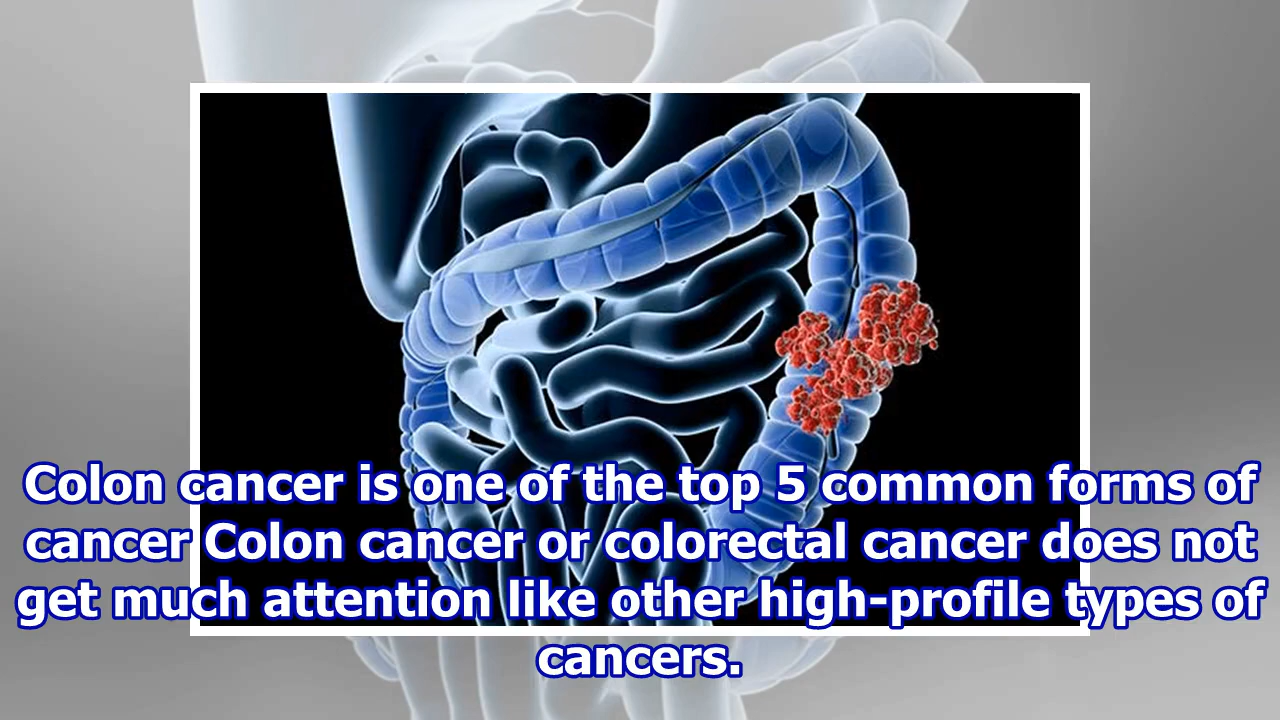 Colon cancer is one of the top 5 common forms of
cancer Colon cancer or colorectal cancer does not
get much attention like other high-profile types of
cancers.